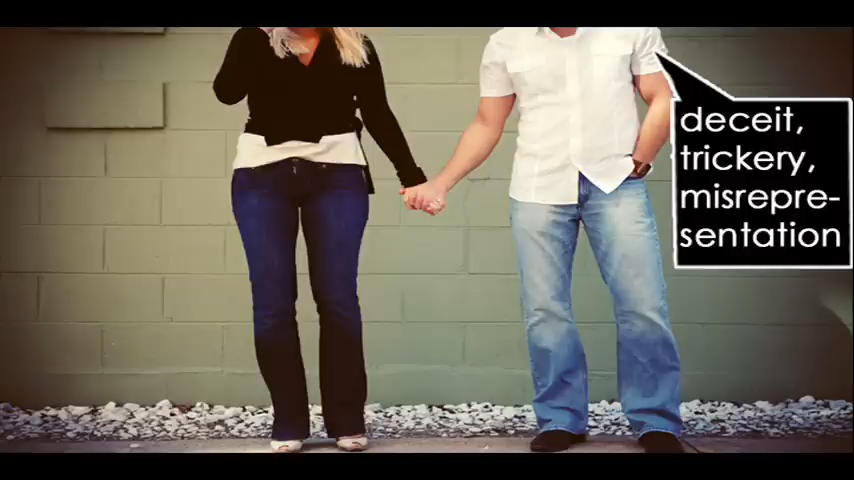 deceit,
trickery,
misrepre-
sentation